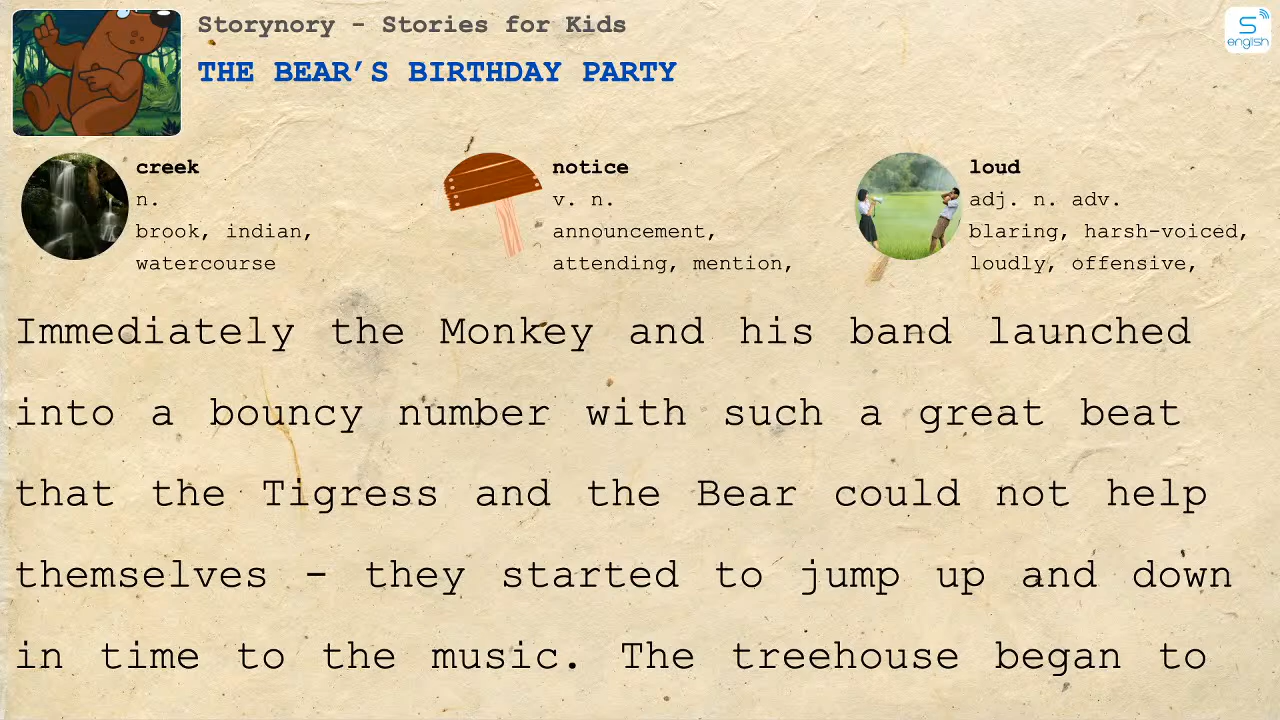 Storynory - Stories for Kids
THE BEAR’S BIRTHDAY PARTY
S
english
creek
n.
brook, indian,
watercourse
notice
v. n.
announcement,
attending, mention,
loud
adj. n. adv.
blaring, harsh-voiced,
loudly, offensive,
Immediately the Monkey and his band launched
into a bouncy number with such a great beat
that the Tigress and the Bear could not help
themselves - they started to jump up and down
in time to the music. The treehouse began to